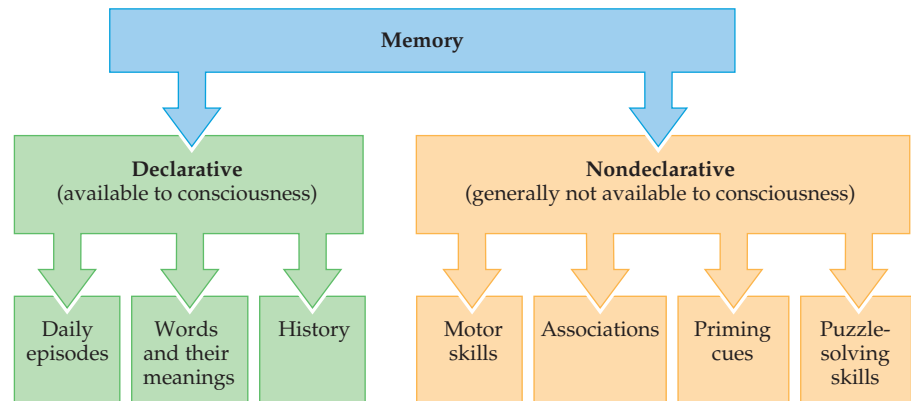 Memory
Declarative
(available to consciousness)
Nondeclarative
(generally not available to consciousness)
Daily
episodes
Words
and their
meanings
History
Motor
skills
Associations
Priming
cues
Puzzle-
solving
skills